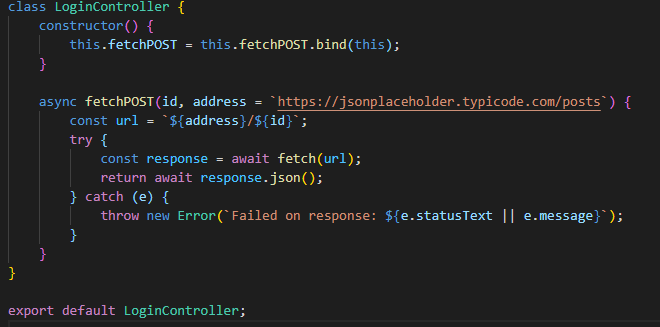 class LoginController {
    constructor() {
        this.fetchPOST = this.fetchPOST.bind(this);
    }

    async fetchPOST(id, address = `https://jsonplaceholder.typicode.com/posts`) {
        const url = `${address}/${id}`;
        try {
            const response = await fetch(url);
            return await response.json();
        } catch (e) {
            throw new Error(`Failed on response: ${e.statusText || e.message}`);
        }
    }
}

export default LoginController;